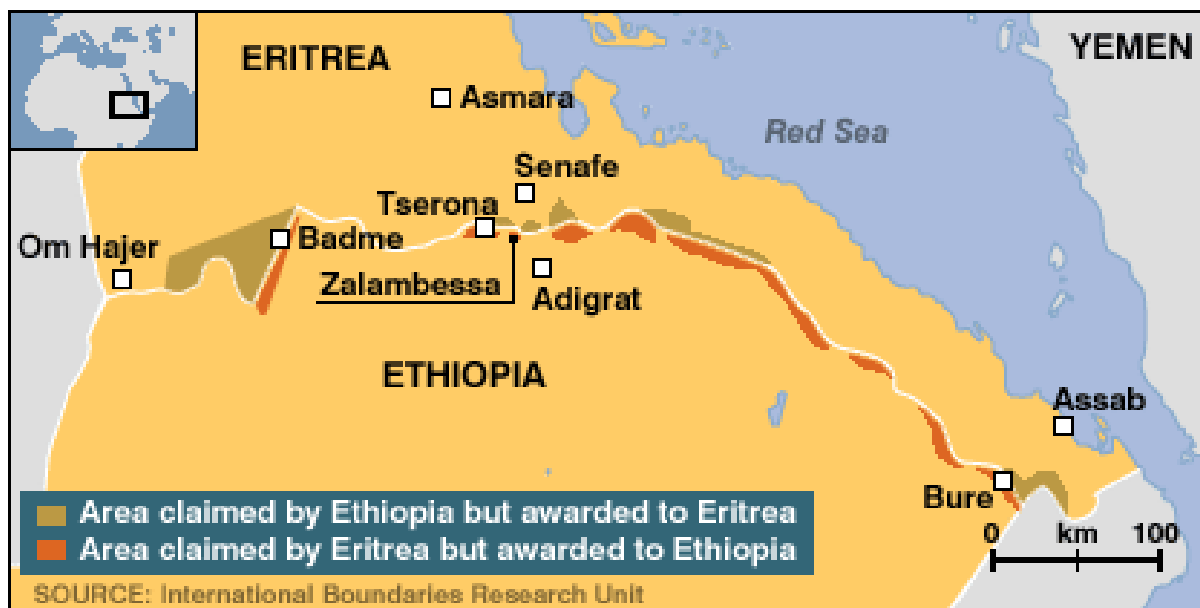 ERITREA
YEMEN
Asmara
Red Sea
Senafe
Tserona
Om Hajer
Badme
Zalambessa
Adigrat
ETHIOPIA
Assab
Bure
0 km 100
Area claimed by Ethiopia but awarded to Eritrea
Area claimed by Eritrea but awarded to Ethiopia
SOURCE: International Boundaries Research Unit